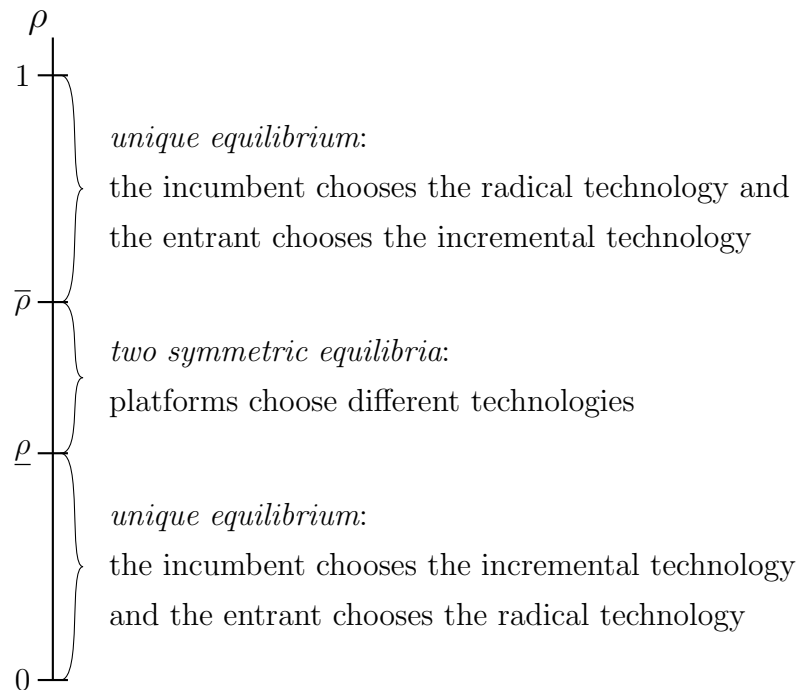 ρ
1
unique equilibrium:
the incumbent chooses the radical technology and
the entrant chooses the incremental technology
ρ̅
two symmetric equilibria:
platforms choose different technologies
ρ̲
unique equilibrium:
the incumbent chooses the incremental technology
and the entrant chooses the radical technology
0